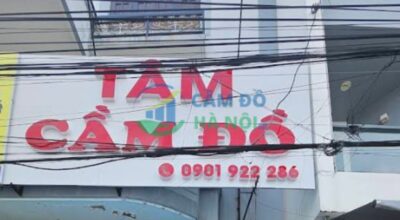 TÂM
CẦM ĐỒ
CẦM ĐỒ
HÀ NỘI
0981 922 286